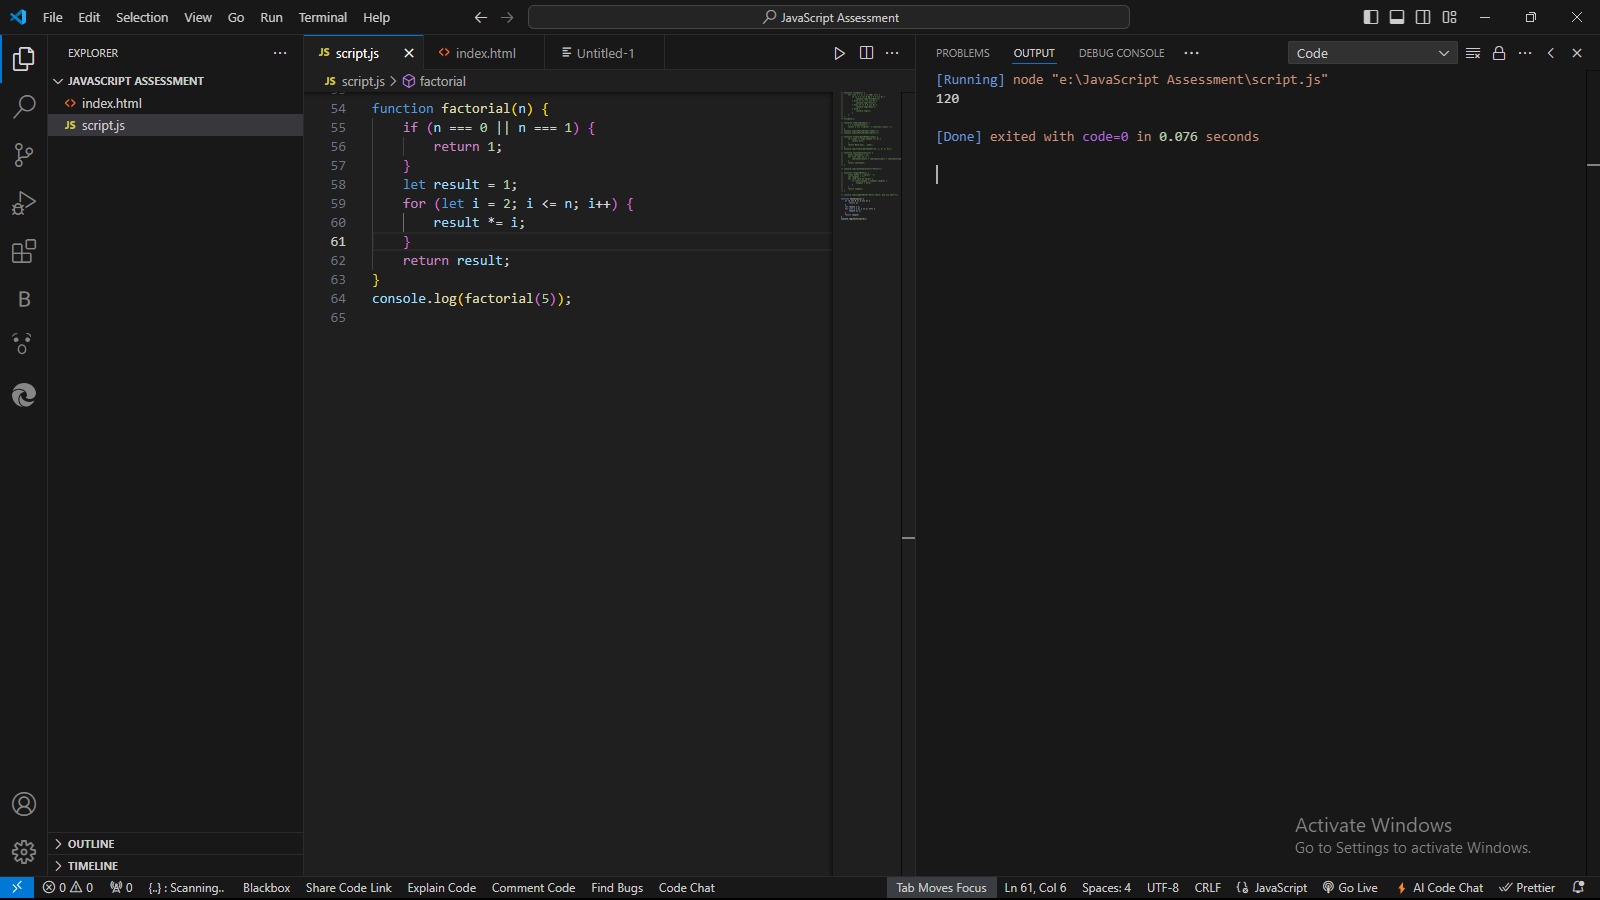 File Edit Selection View Go Run Terminal Help
JavaScript Assessment
EXPLORER
JAVASCRIPT ASSESSMENT
index.html
JS script.js
OUTLINE
TIMELINE
JS script.js
index.html
Untitled-1
JS script.js > factorial
54 function factorial(n) {
55 if (n === 0 || n === 1) {
56 return 1;
57 }
58 let result = 1;
59 for (let i = 2; i <= n; i++) {
60 result *= i;
61 }
62 return result;
63 }
64 console.log(factorial(5));
65
PROBLEMS OUTPUT DEBUG CONSOLE
Code
[Running] node "e:\JavaScript Assessment\script.js"
120
[Done] exited with code=0 in 0.076 seconds
B
Activate Windows
Go to Settings to activate Windows.
0 0 0 {..} : Scanning.. Blackbox Share Code Link Explain Code Comment Code Find Bugs Code Chat Tab Moves Focus Ln 61, Col 6 Spaces: 4 UTF-8 CRLF JavaScript Go Live AI Code Chat Prettier